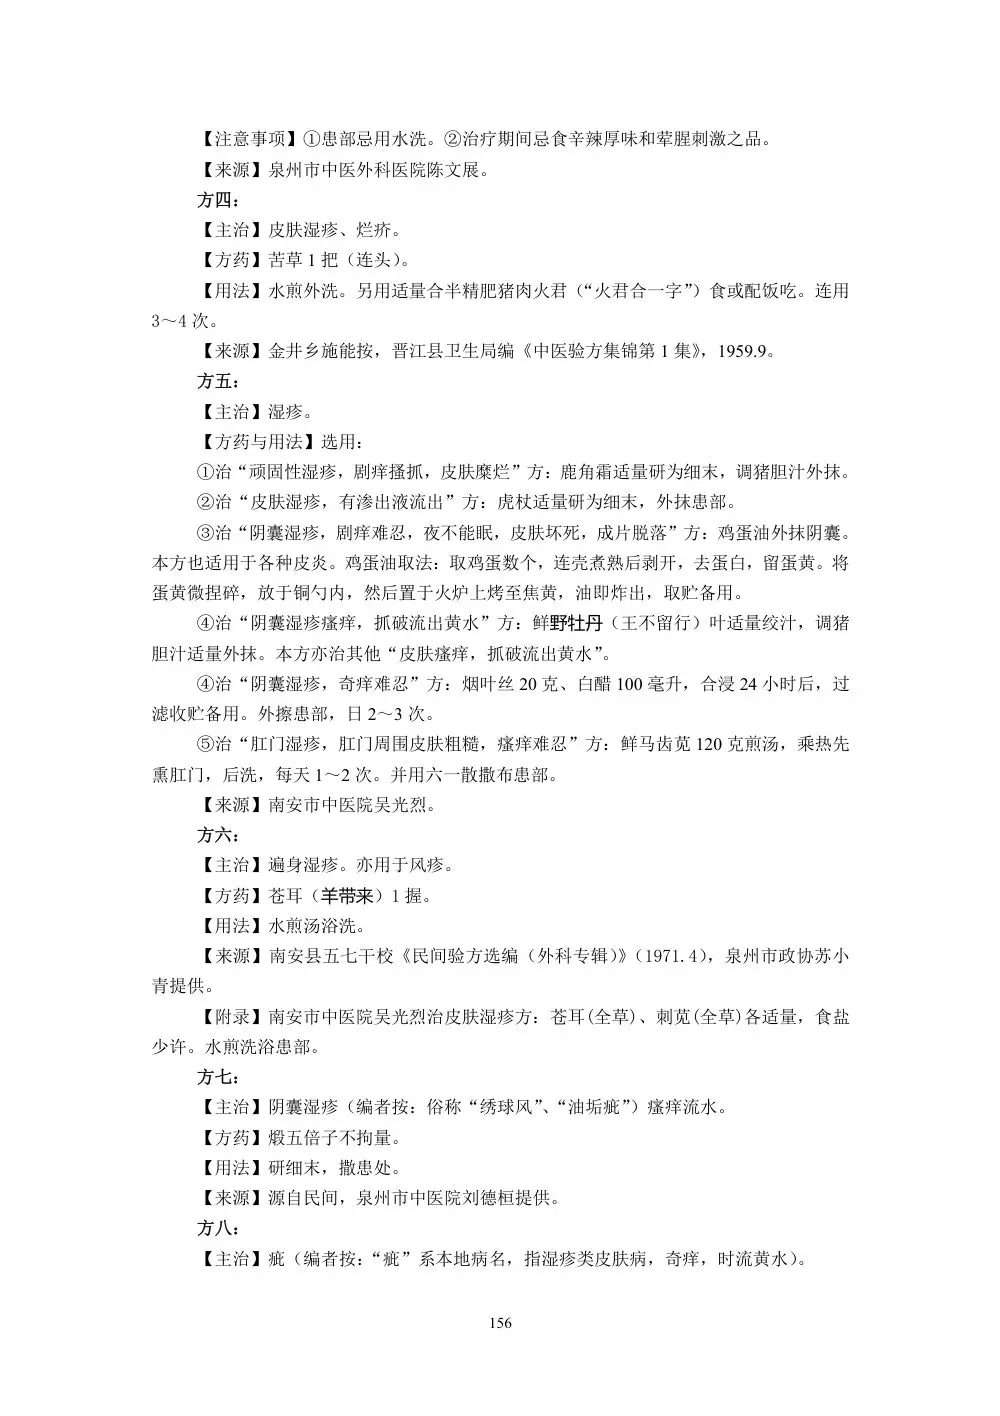 【注意事项】①患部忌用水洗。②治疗期间忌食辛辣厚味和荤腥刺激之品。
【来源】泉州市中医外科医院陈文展。
方四：
【主治】皮肤湿疹、烂疥。
【方药】苦草 1 把（连头）。
【用法】水煎外洗。另用适量合半精肥猪肉火君（“火君合一字”）食或配饭吃。连用
3～4 次。
【来源】金井乡施能按，晋江县卫生局编《中医验方集锦第 1 集》，1959.9。
方五：
【主治】湿疹。
【方药与用法】选用：
①治“顽固性湿疹，剧痒搔抓，皮肤糜烂”方：鹿角霜适量研为细末，调猪胆汁外抹。
②治“皮肤湿疹，有渗出液流出”方：虎杖适量研为细末，外抹患部。
③治“阴囊湿疹，剧痒难忍，夜不能眠，皮肤坏死，成片脱落”方：鸡蛋油外抹阴囊。
本方也适用于各种皮炎。鸡蛋油取法：取鸡蛋数个，连壳煮熟后剥开，去蛋白，留蛋黄。将
蛋黄微捏碎，放于铜勺内，然后置于火炉上烤至焦黄，油即炸出，取贮备用。
④治“阴囊湿疹瘙痒，抓破流出黄水”方：鲜野牡丹（王不留行）叶适量绞汁，调猪
胆汁适量外抹。本方亦治其他“皮肤瘙痒，抓破流出黄水”。
④治“阴囊湿疹，奇痒难忍”方：烟叶丝 20 克、白醋 100 毫升，合浸 24 小时后，过
滤收贮备用。外擦患部，日 2～3 次。
⑤治“肛门湿疹，肛门周围皮肤粗糙，瘙痒难忍”方：鲜马齿苋 120 克煎汤，乘热先
熏肛门，后洗，每天 1～2 次。并用六一散撒布患部。
【来源】南安市中医院吴光烈。
方六：
【主治】遍身湿疹。亦用于风疹。
【方药】苍耳（羊带来）1 握。
【用法】水煎汤浴洗。
【来源】南安县五七干校《民间验方选编（外科专辑）》（1971.4），泉州市政协苏小
青提供。
【附录】南安市中医院吴光烈治皮肤湿疹方：苍耳(全草)、刺苋(全草)各适量，食盐
少许。水煎洗浴患部。
方七：
【主治】阴囊湿疹（编者按：俗称“绣球风”、“油垢疵”）瘙痒流水。
【方药】煅五倍子不拘量。
【用法】研细末，撒患处。
【来源】源自民间，泉州市中医院刘德桓提供。
方八：
【主治】疵（编者按：“疵”系本地病名，指湿疹类皮肤病，奇痒，时流黄水）。
156